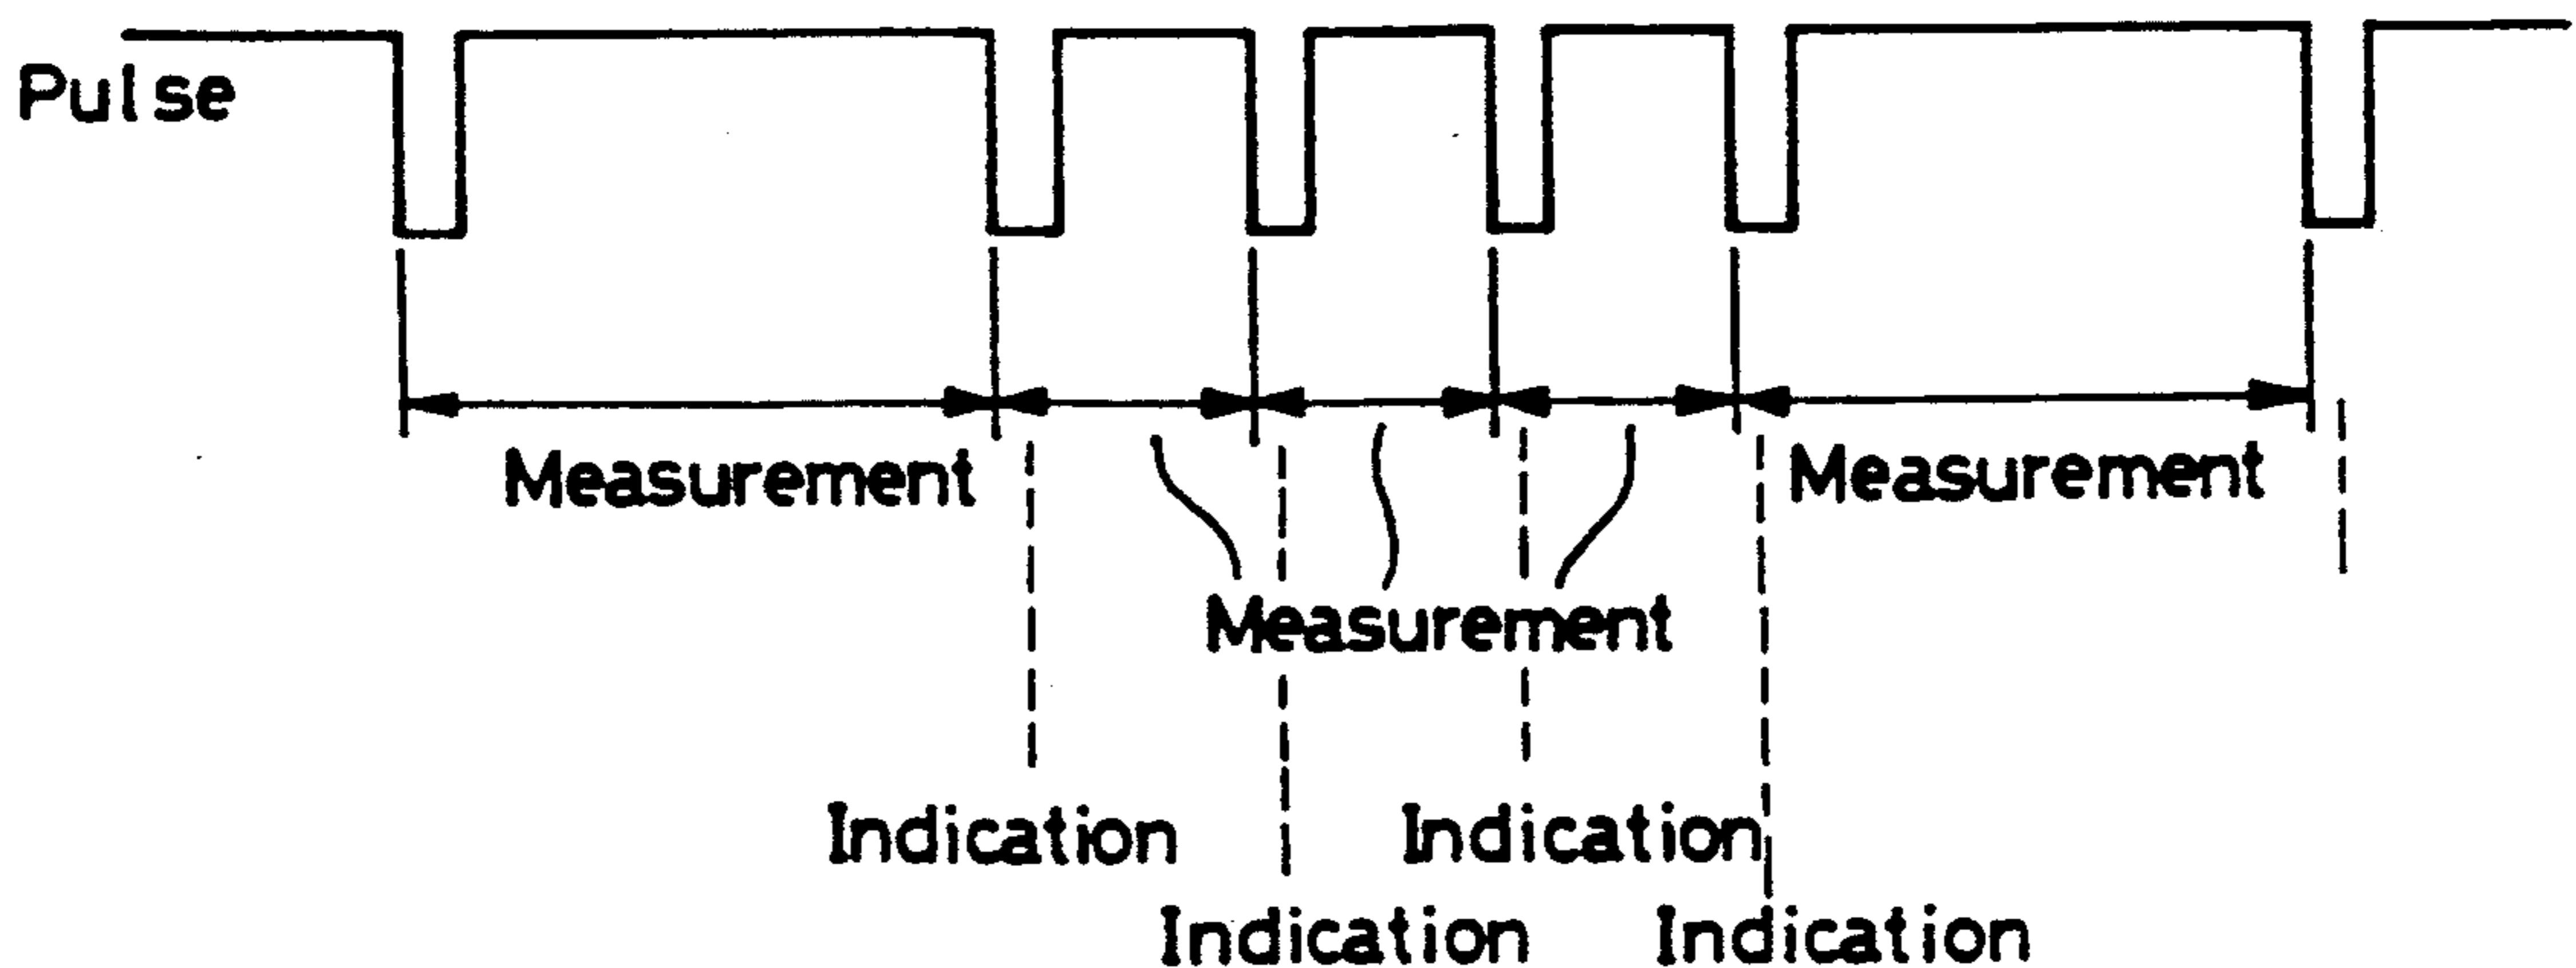 Pulse
Measurement
Measurement
Measurement
Indication
Indication
Indication
Indication